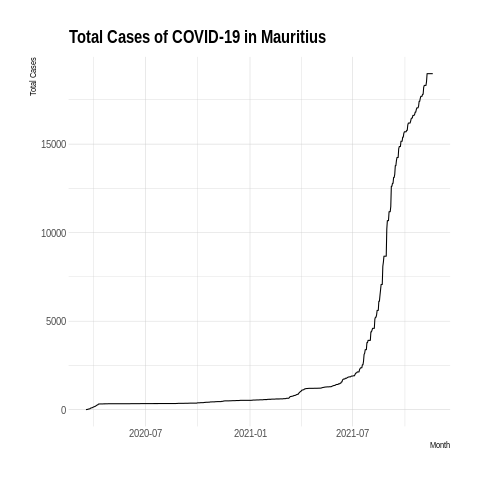 Total Cases of COVID-19 in Mauritius
Total Cases
15000
10000
5000
0
2020-07
2021-01
2021-07
Month